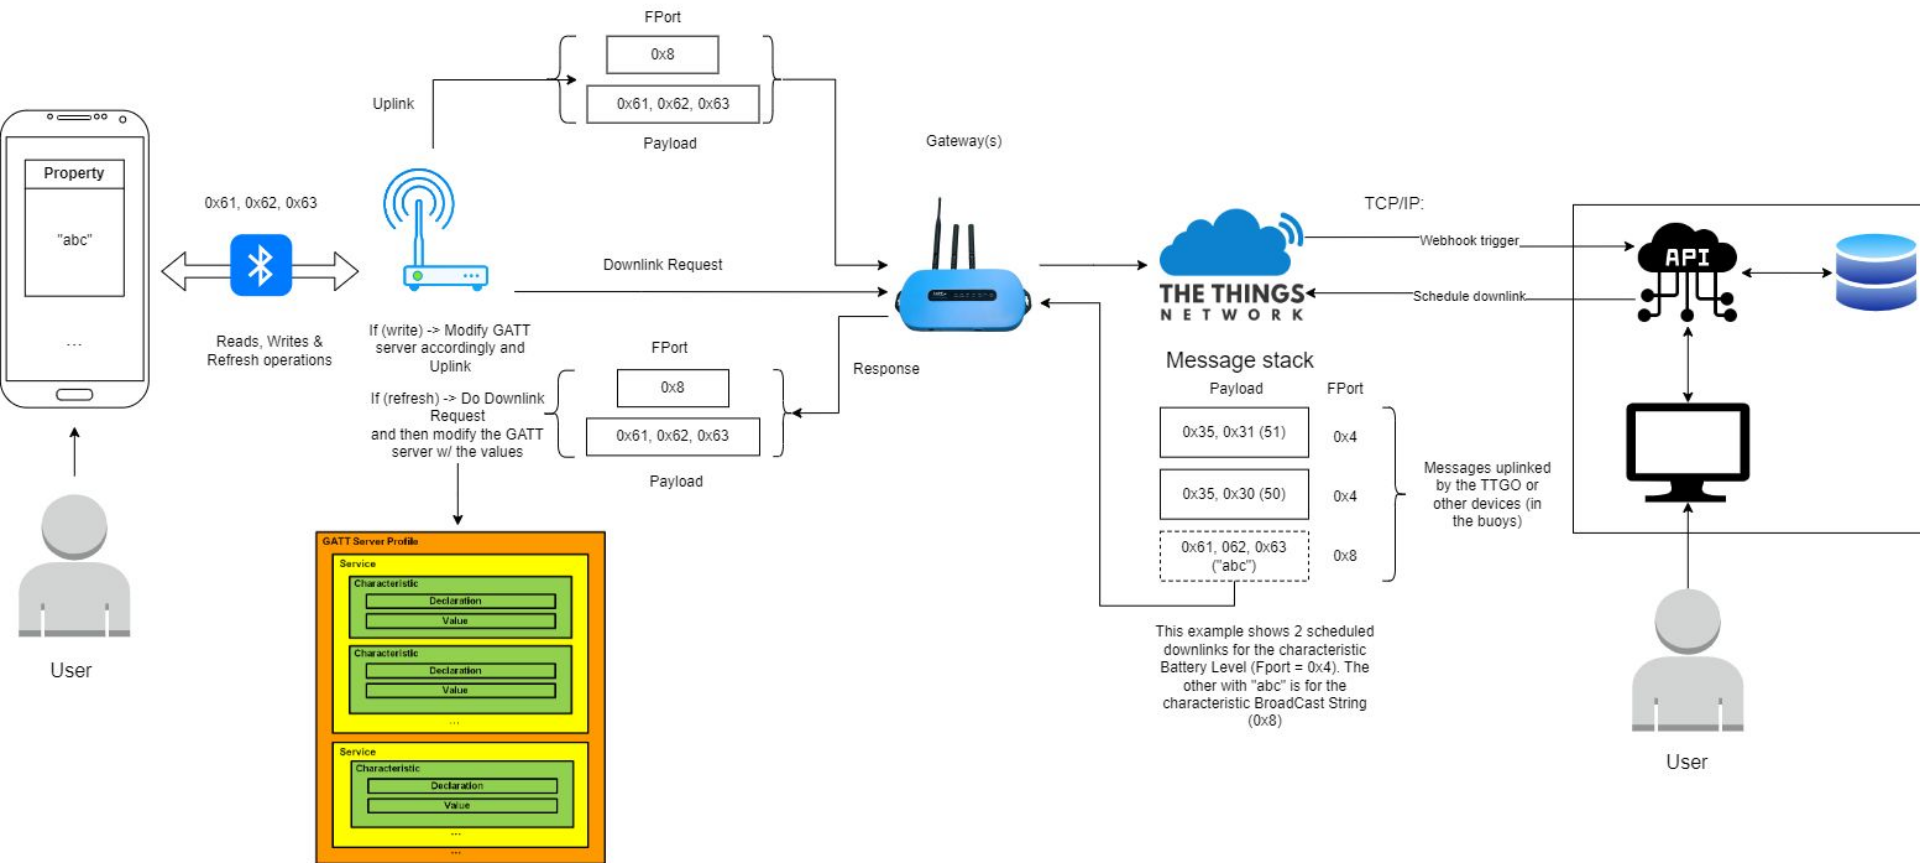 FPort
0x8
Uplink
0x61, 0x62, 0x63
Payload
Gateway(s)
Property
"abc"
...
0x61, 0x62, 0x63
Reads, Writes &
Refresh operations
Downlink Request
If (write) -> Modify GATT
server accordingly and
Uplink
If (refresh) -> Do Downlink
Request
and then modify the GATT
server w/ the values
FPort
0x8
0x61, 0x62, 0x63
Payload
Response
TCP/IP:
Webhook trigger
Schedule downlink
API
THE THINGS
NETWORK
Message stack
Payload
FPort
0x35, 0x31 (51)
0x4
0x35, 0x30 (50)
0x4
0x61, 062, 0x63
("abc")
0x8
Messages uplinked
by the TTGO or
other devices (in
the buoys)
This example shows 2 scheduled
downlinks for the characteristic
Battery Level (Fport = 0x4). The
other with "abc" is for the
characteristic BroadCast String
(0x8)
User
User
GATT Server Profile
Service
Characteristic
Declaration
Value
Characteristic
Declaration
Value
...
Service
Characteristic
Declaration
Value
...
...